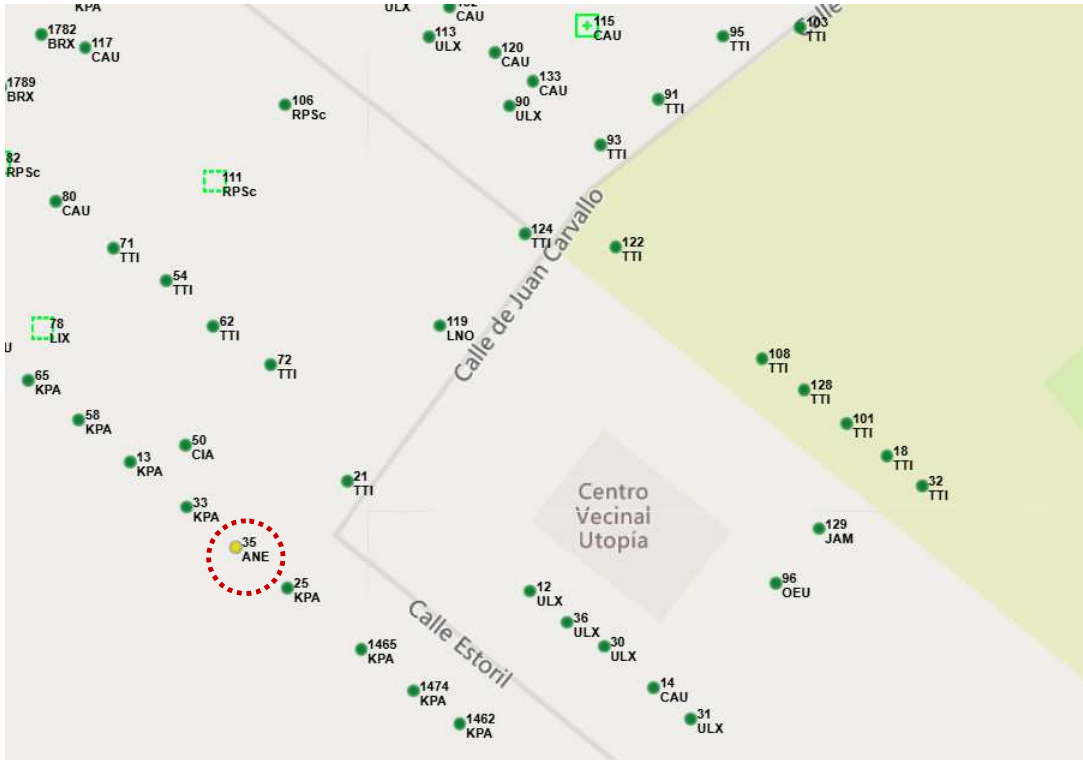 KPA
1782
BRX
117
CAU
ULX
CAU
113
ULX
120
CAU
115
CAU
95
TTI
103
TTI
Calle
1789
BRX
106
RPSc
133
CAU
90
ULX
91
TTI
93
TTI
82
RPSc
111
RPSc
80
CAU
71
TTI
54
TTI
124
TTI
122
TTI
Calle de Juan Carvallo
78
LIX
U
62
TTI
119
LNO
72
TTI
108
TTI
128
TTI
65
KPA
58
KPA
50
CIA
13
KPA
101
TTI
18
TTI
32
TTI
21
TTI
33
KPA
Centro
Vecinal
Utopía
129
JAM
35
ANE
25
KPA
12
ULX
96
OEU
36
ULX
30
ULX
Calle Estoril
1465
KPA
1474
KPA
1462
KPA
14
CAU
31
ULX